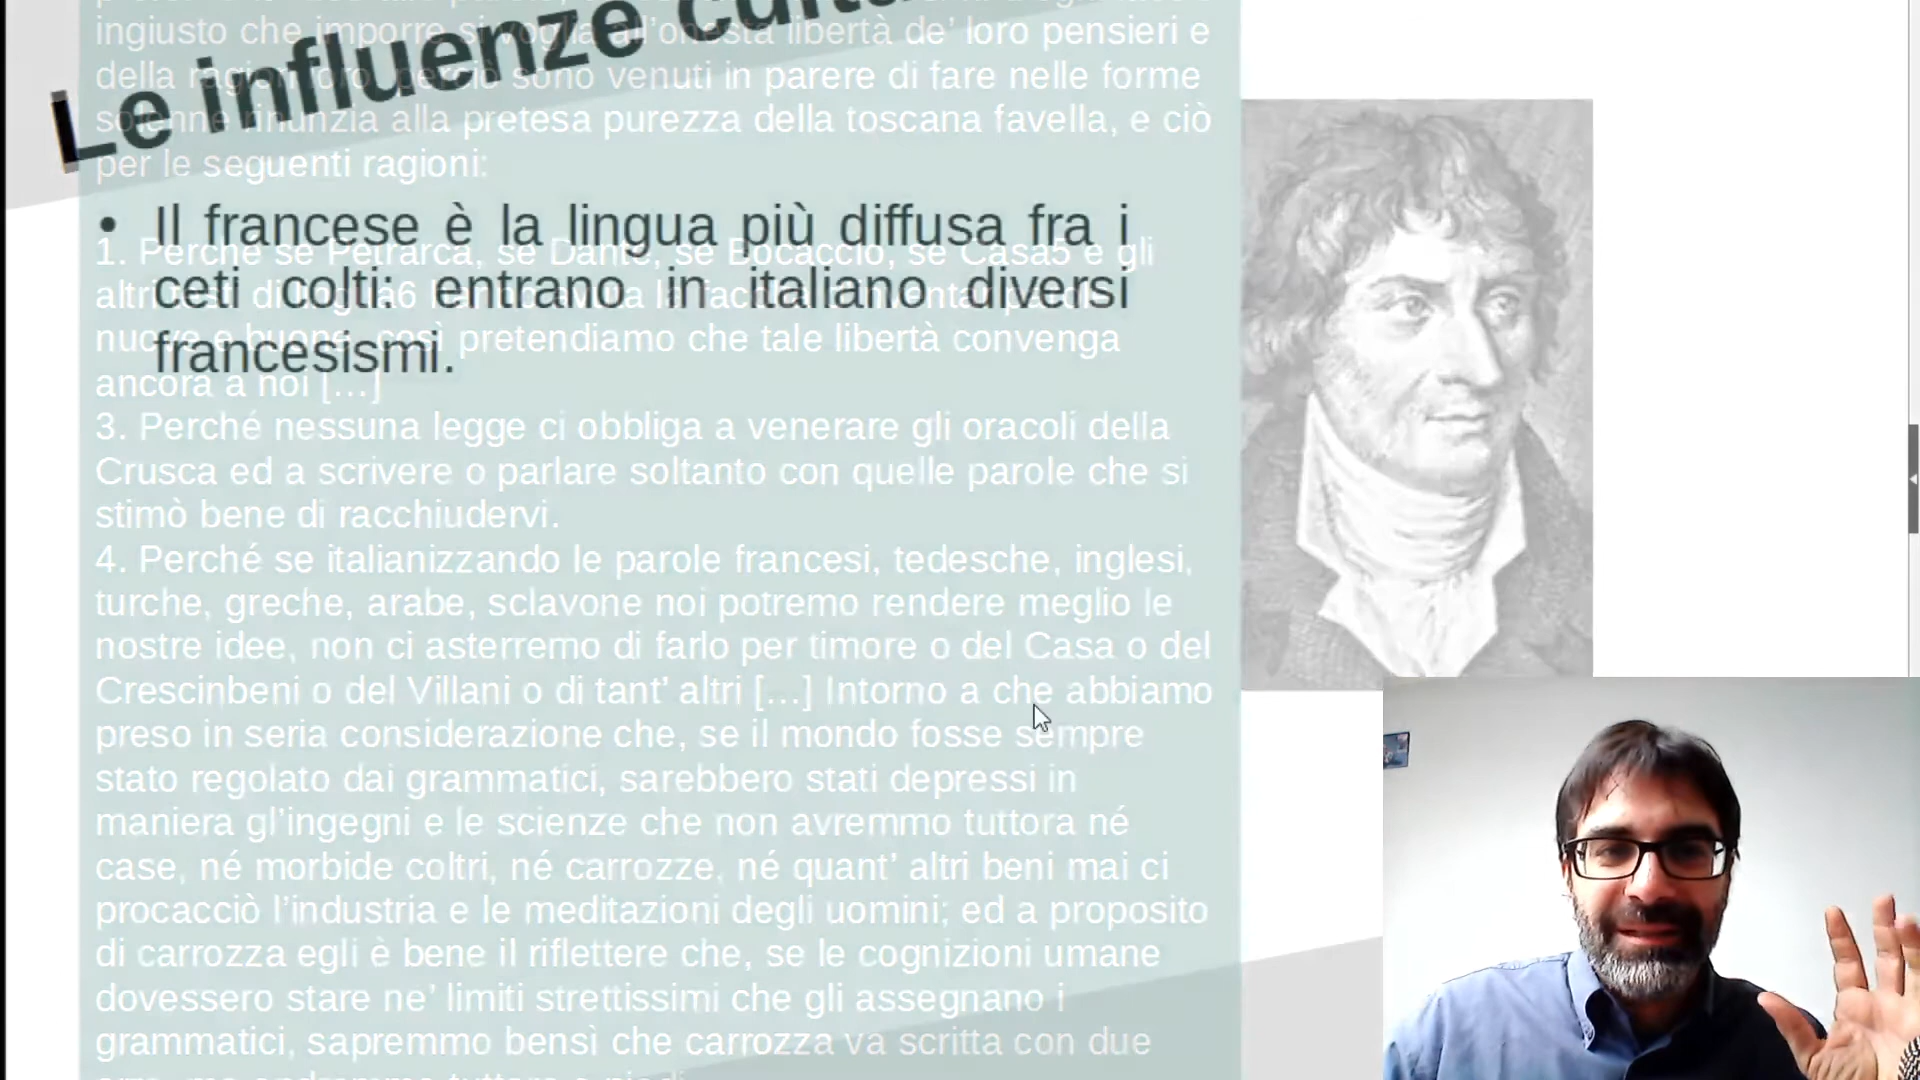 Le influenze
ingiusto che imporre si voglia all’onesta libertà de’ loro pensieri e
della loro, perciò sono venuti in parere di fare nelle forme
solenne rinunzia alla pretesa purezza della toscana favella, e ciò
per le seguenti ragioni:
• Il francese è la lingua più diffusa fra i
1. Perché se Petrarca, se Dante, se Bocaccio, se Casa5 e gli
ceti colti: entrano in italiano diversi
altri
nuove e buone, così pretendiamo che tale libertà convenga
francesismi.
ancora a noi […]
3. Perché nessuna legge ci obbliga a venerare gli oracoli della
Crusca ed a scrivere o parlare soltanto con quelle parole che si
stimò bene di racchiudervi.
4. Perché se italianizzando le parole francesi, tedesche, inglesi,
turche, greche, arabe, sclavone noi potremo rendere meglio le
nostre idee, non ci asterremo di farlo per timore o del Casa o del
Crescinbeni o del Villani o di tant’ altri […] Intorno a che abbiamo
preso in seria considerazione che, se il mondo fosse sempre
stato regolato dai grammatici, sarebbero stati depressi in
maniera gl’ingegni e le scienze che non avremmo tuttora né
case, né morbide coltri, né carrozze, né quant’ altri beni mai ci
procacciò l’industria e le meditazioni degli uomini; ed a proposito
di carrozza egli è bene il riflettere che, se le cognizioni umane
dovessero stare ne’ limiti strettissimi che gli assegnano i
grammatici, sapremmo bensì che carrozza va scritta con due